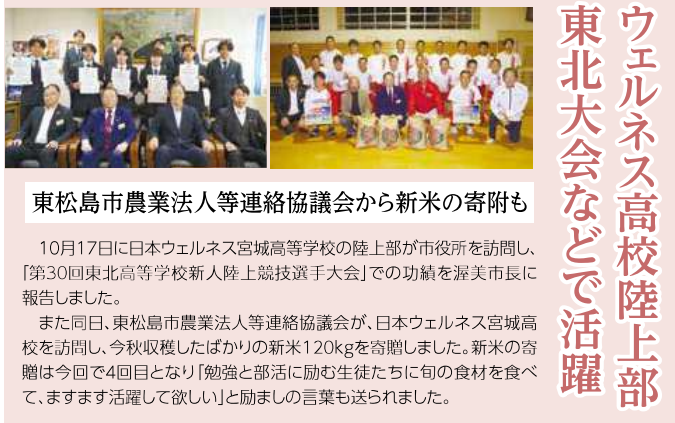 ウェルネス高校陸上部
東北大会などで活躍
東松島市農業法人等連絡協議会から新米の寄附も
　10月17日に日本ウェルネス宮城高等学校の陸上部が市役所を訪問し、
「第30回東北高等学校新人陸上競技選手大会」での功績を渥美市長に
報告しました。
　また同日、東松島市農業法人等連絡協議会が、日本ウェルネス宮城高
校を訪問し、今秋収穫したばかりの新米120kgを寄贈しました。新米の寄
贈は今回で4回目となり「勉強と部活に励む生徒たちに旬の食材を食べ
て、ますます活躍して欲しい」と励ましの言葉も送られました。